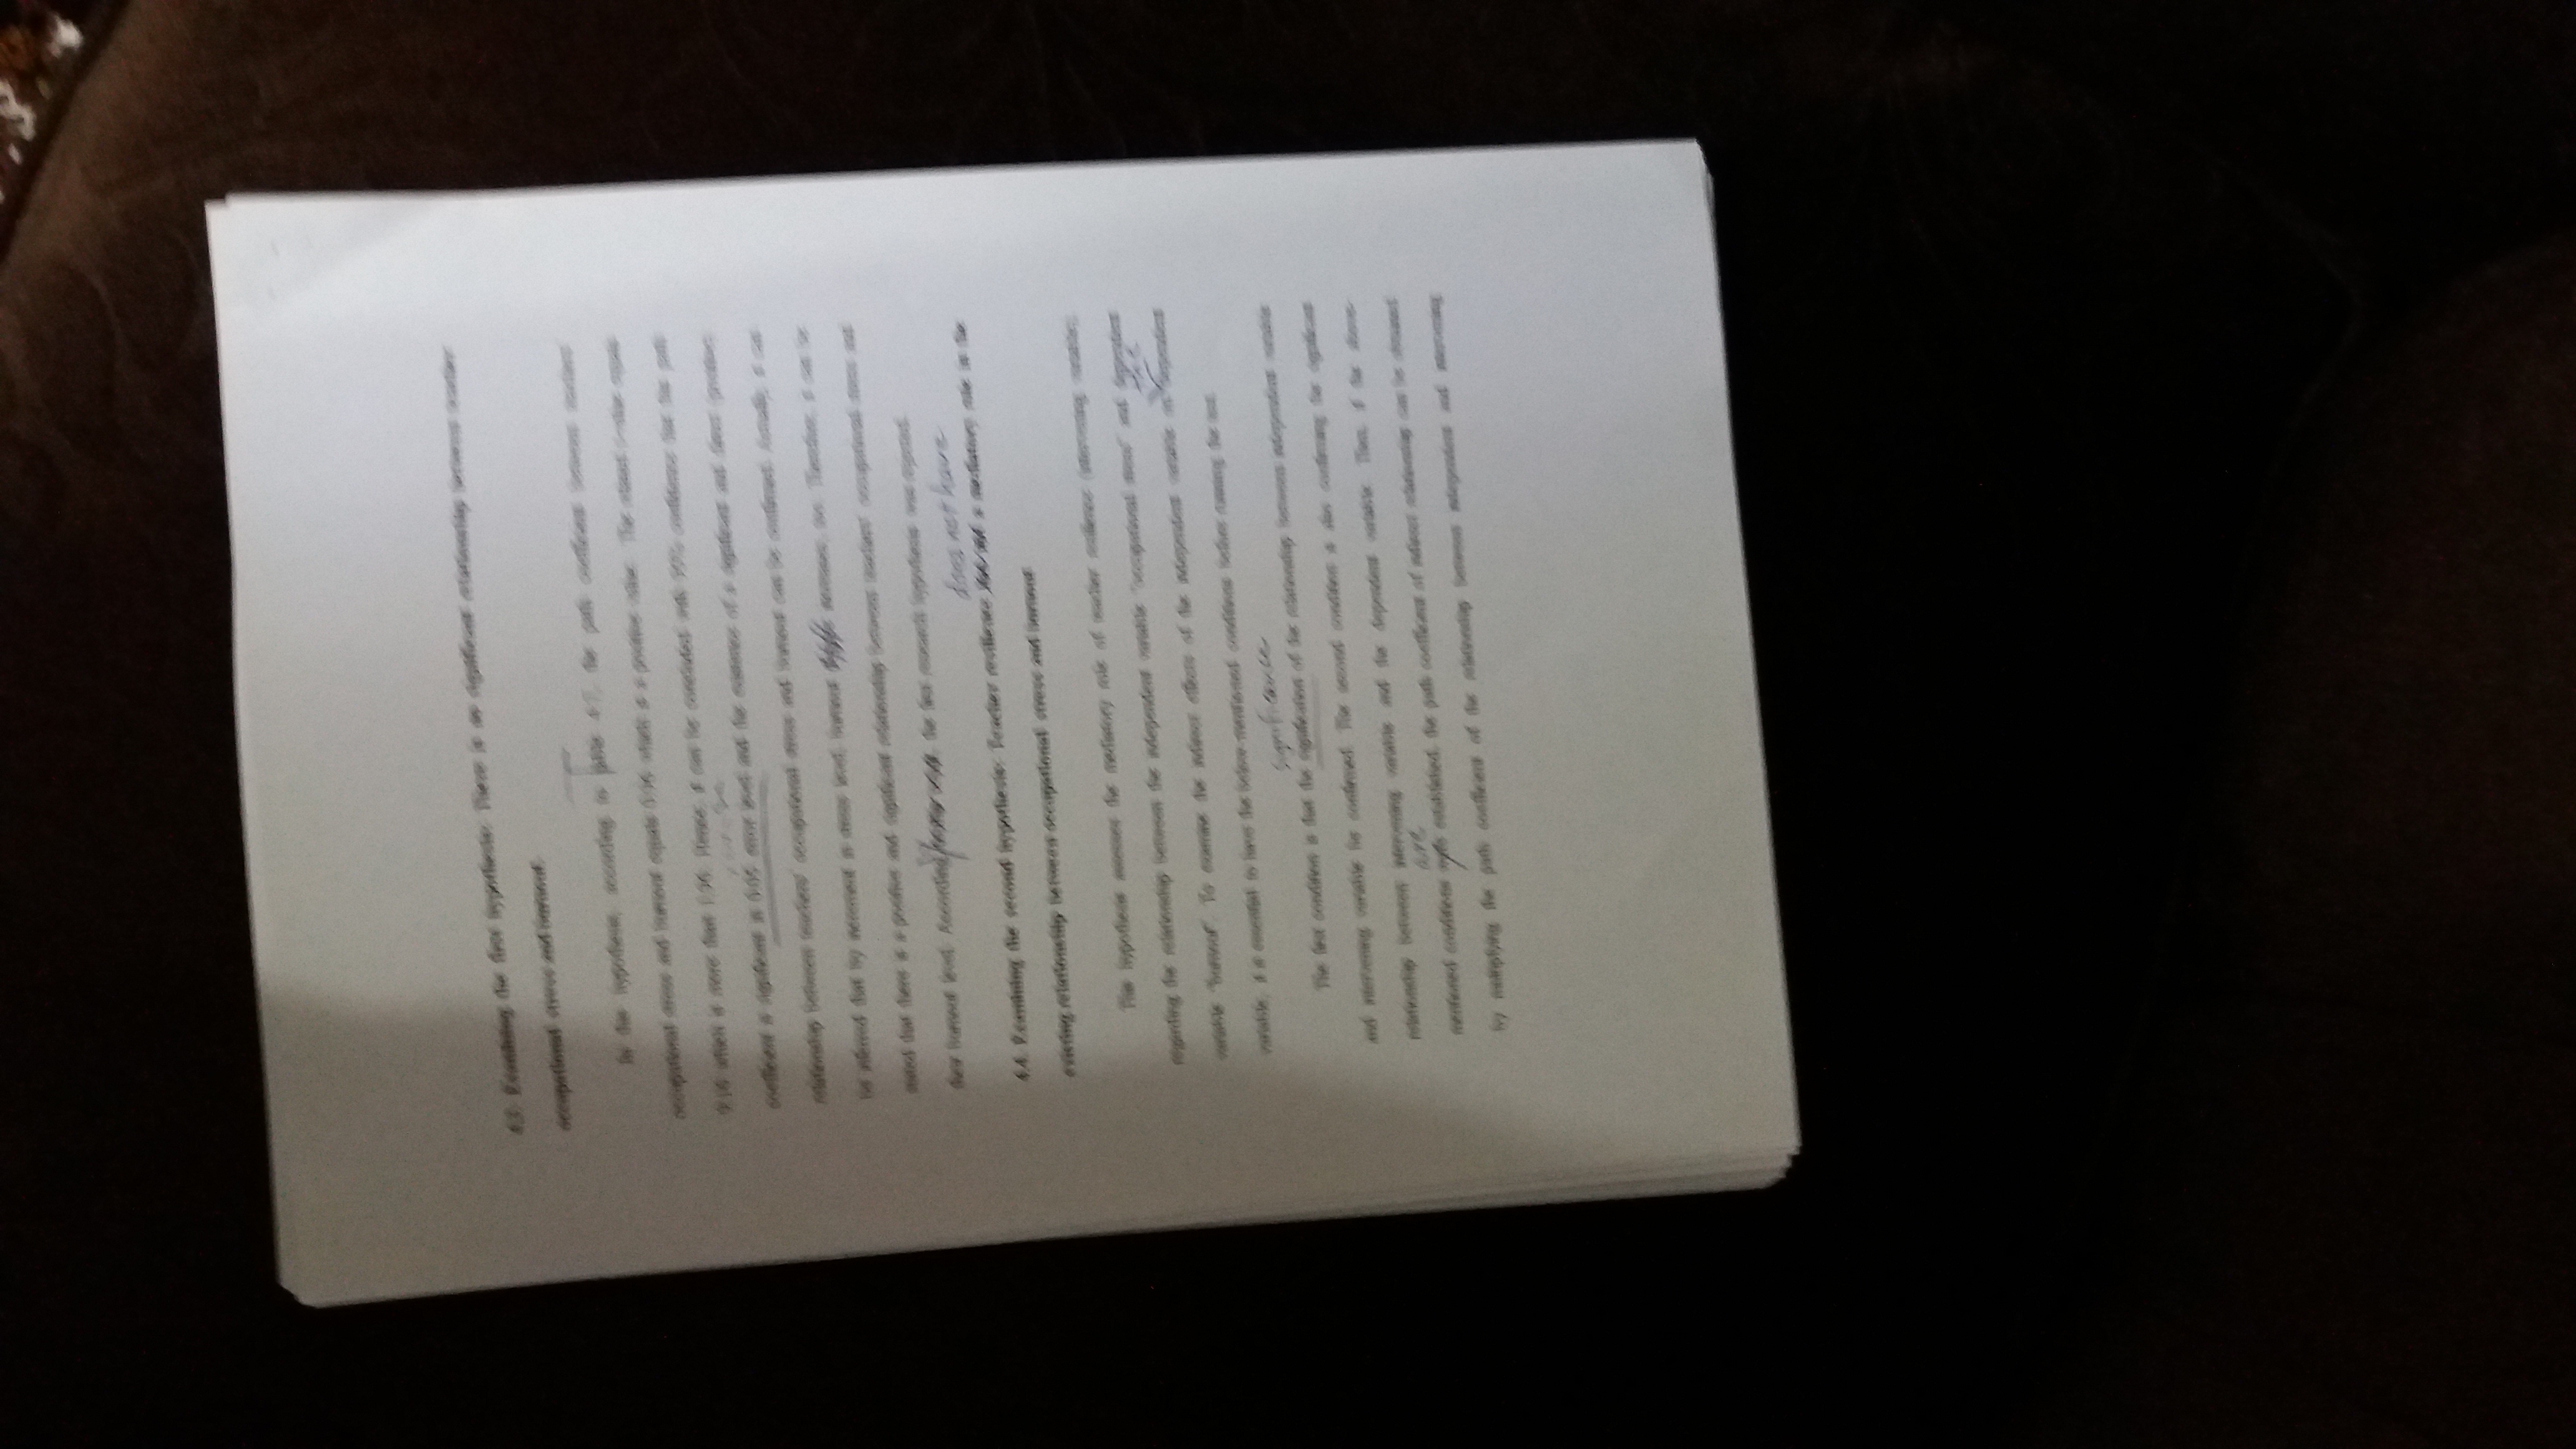 4.3. Examining the first hypothesis: There is no significant relationship between teacher
occupational stress and burnout.
In this hypothesis, according to table 4-7, the path coefficient between teachers'
occupational stress and burnout equals which is a positive value. The t-value equals
which is more than 1.96. Hence, it can be concluded with 95% confidence that the path
coefficient is significant in 0.05 error level and the existence of a significant and direct (positive)
relationship between teachers' occupational stress and burnout can be confirmed. Actually, it can
be inferred that by increment in stress level, burnout increases, too. Therefore, it can be
stated that there is a positive and significant relationship between teachers' occupational stress and
their burnout level. Accordingly the first research hypothesis was rejected.
does not have
4.4. Examining the second hypothesis: Teacher resilience a mediatory role in the
existing relationship between occupational stress and burnout
This hypothesis assesses the mediatory role of teacher resilience (intervening variable)
regarding the relationship between the independent variable "occupational stress" and dependent
variable "burnout". To examine the indirect effects of the independent variable on dependent
variable, it is essential to have the below-mentioned conditions before running the test.
significance
The first condition is that the signification of the relationship between independent variable
and intervening variable be confirmed. The second condition is also confirming the significant
relationship between intervening variable and the dependent variable. Then, if the above-
are
mentioned conditions established, the path coefficient of indirect relationship can be obtained
by multiplying the path coefficient of the relationship between independent and intervening